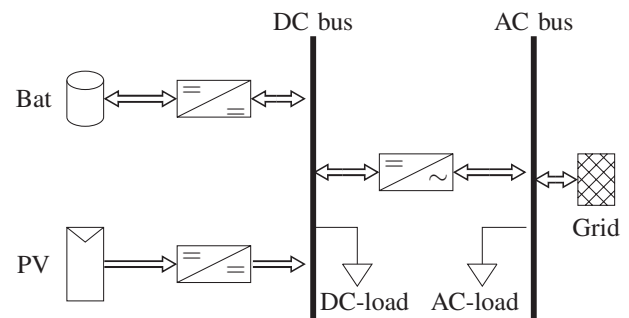 DC bus
AC bus
Bat
Grid
PV
DC-load
AC-load